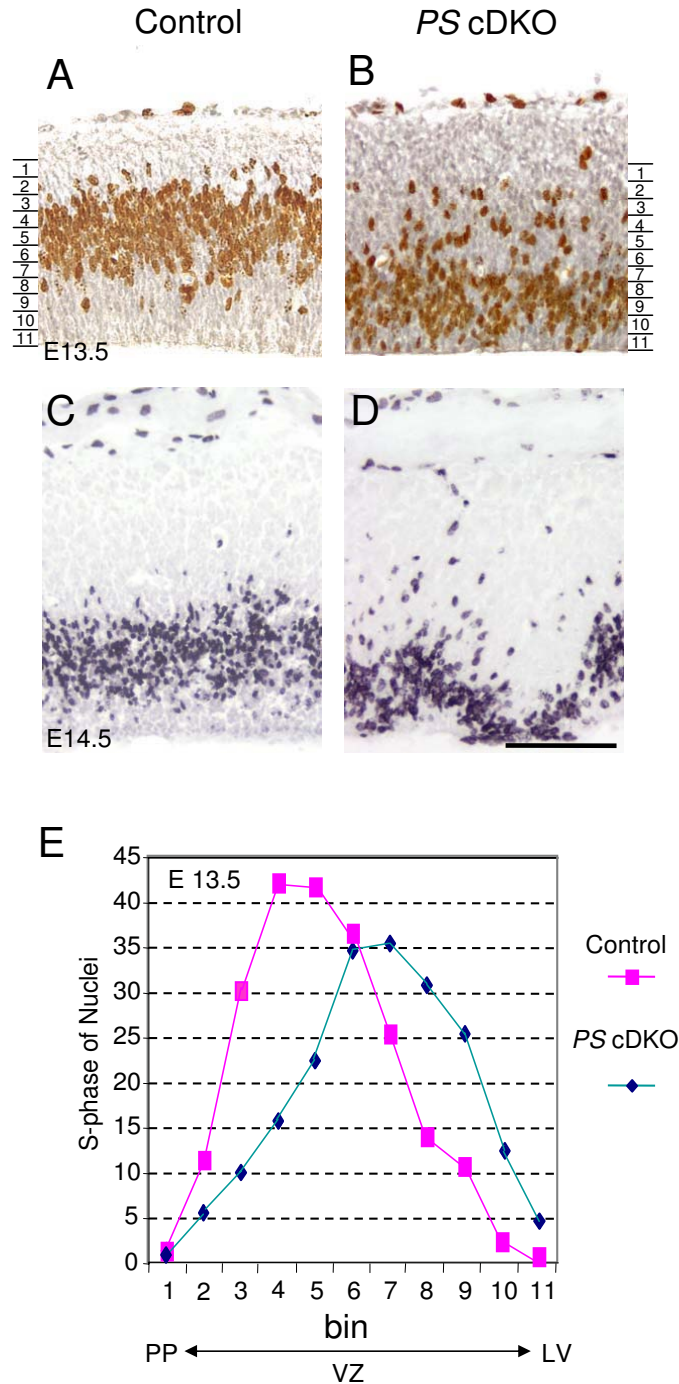 Control
PS cDKO
A
B
1
2
3
4
5
6
7
8
9
10
11
1
2
3
4
5
6
7
8
9
10
11
E13.5
C
D
E14.5
E
45
40
35
30
25
20
15
10
5
0
S-phase of Nuclei
E 13.5
Control
PS cDKO
1 2 3 4 5 6 7 8 9 10 11
bin
PP
LV
VZ